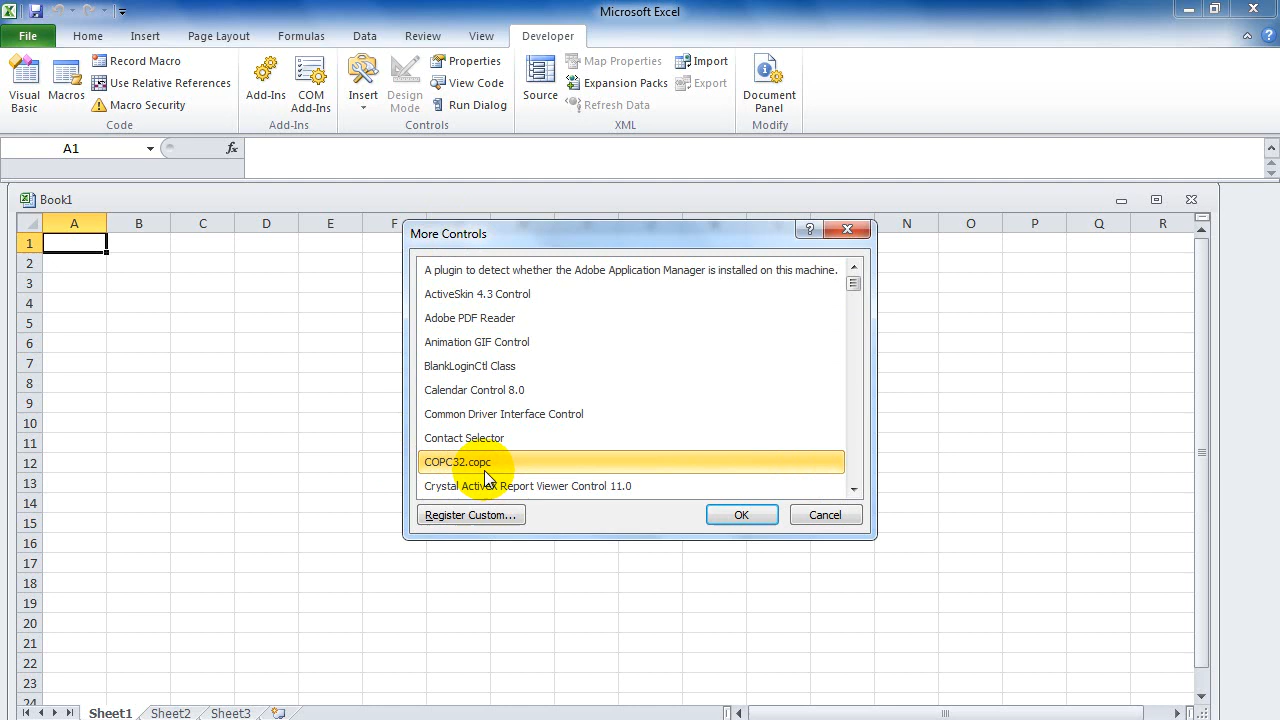 Microsoft Excel
File Home Insert Page Layout Formulas Data Review View Developer
Visual Basic
Macros
Record Macro
Use Relative References
Macro Security
Code
Add-Ins
COM Add-Ins
Add-Ins
Insert
Design Mode
Properties
View Code
Run Dialog
Controls
Source
Map Properties
Expansion Packs
Refresh Data
Import
Export
XML
Document Panel
Modify
A1
fx
Book1
A B C D E F N O P Q R
1
2
3
4
5
6
7
8
9
10
11
12
13
14
15
16
17
18
19
20
21
22
23
24
More Controls
A plugin to detect whether the Adobe Application Manager is installed on this machine.
ActiveSkin 4.3 Control
Adobe PDF Reader
Animation GIF Control
BlankLoginCtl Class
Calendar Control 8.0
Common Driver Interface Control
Contact Selector
COPC32.copc
Crystal ActiveX Report Viewer Control 11.0
Register Custom... OK Cancel
Sheet1 Sheet2 Sheet3